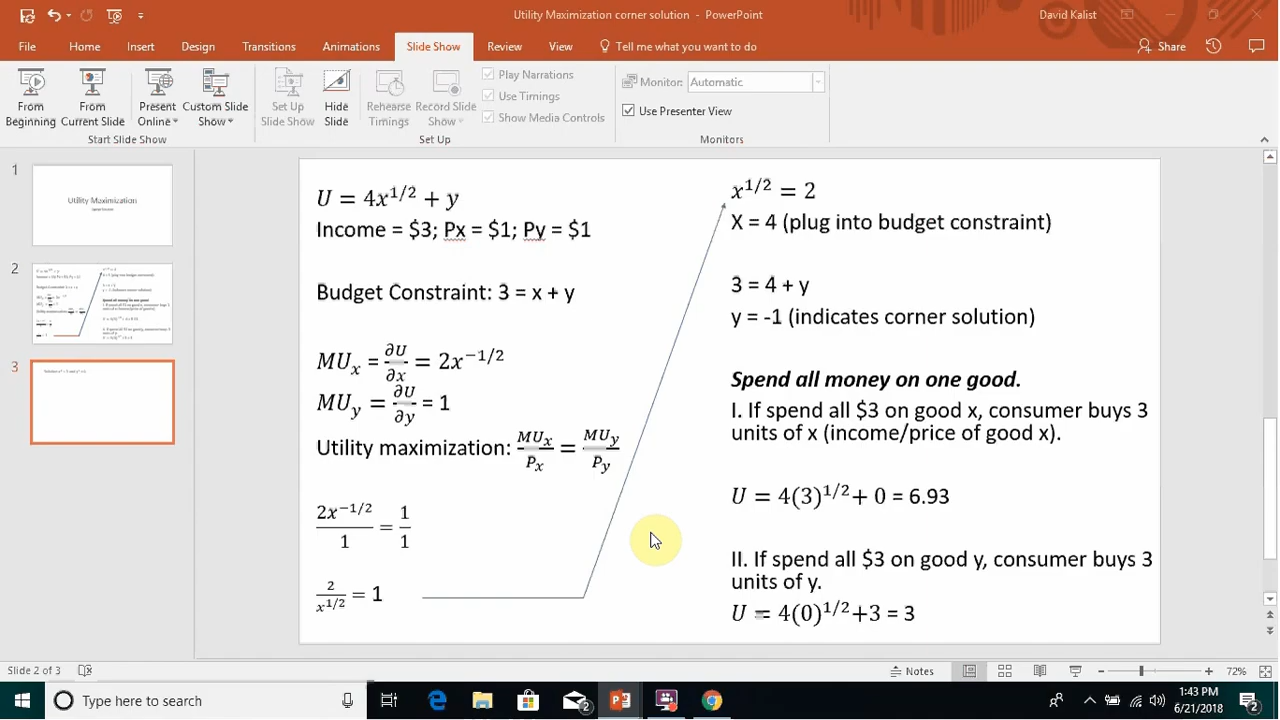 Utility Maximization corner solution - PowerPoint
David Kalist
File Home Insert Design Transitions Animations Slide Show Review View Tell me what you want to do
Share
From Beginning
From Current Slide
Present Online
Custom Slide Show
Set Up Slide Show
Hide Slide
Rehearse Timings
Record Slide Show
Play Narrations
Use Timings
Show Media Controls
Monitor: Automatic
Use Presenter View
Start Slide Show
Set Up
Monitors
1
Utility Maximization
2
3
U = 4x^{1/2} + y
Income = $3; Px = $1; Py = $1
Budget Constraint: 3 = x + y
MU_x = ∂U/∂x = 2x^{−1/2}
MU_y = ∂U/∂y = 1
Utility maximization: MU_x/P_x = MU_y/P_y
2x^{−1/2}/1 = 1/1
2/x^{1/2} = 1
x^{1/2} = 2
X = 4 (plug into budget constraint)
3 = 4 + y
y = -1 (indicates corner solution)
Spend all money on one good.
I. If spend all $3 on good x, consumer buys 3
units of x (income/price of good x).
U = 4(3)^{1/2}+ 0 = 6.93
II. If spend all $3 on good y, consumer buys 3
units of y.
U = 4(0)^{1/2}+3 = 3
Slide 2 of 3
Notes
72%
Type here to search
2
1:43 PM
6/21/2018
2